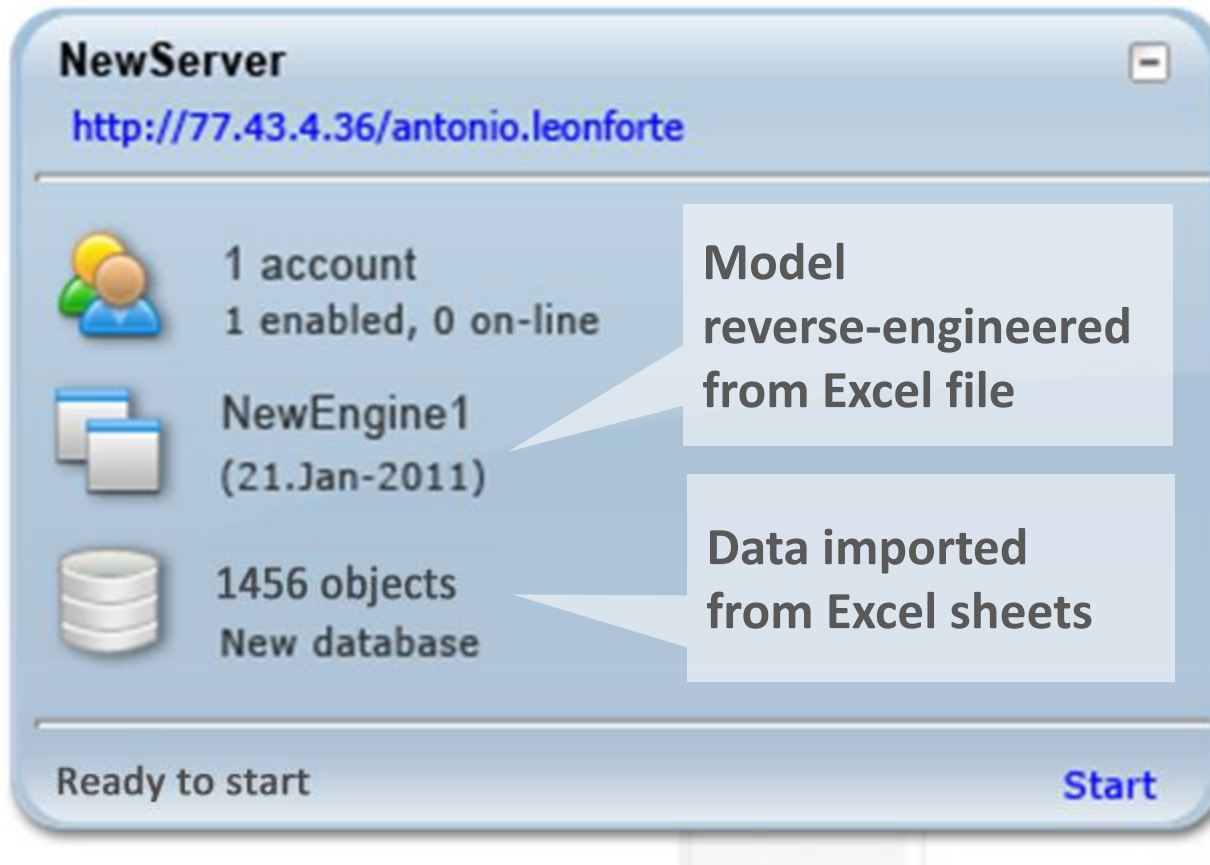 NewServer
http://77.43.4.36/antonio.leonforte
1 account
1 enabled, 0 on-line
Model
reverse-engineered
from Excel file
NewEngine1
(21.Jan-2011)
Data imported
from Excel sheets
1456 objects
New database
Ready to start
Start